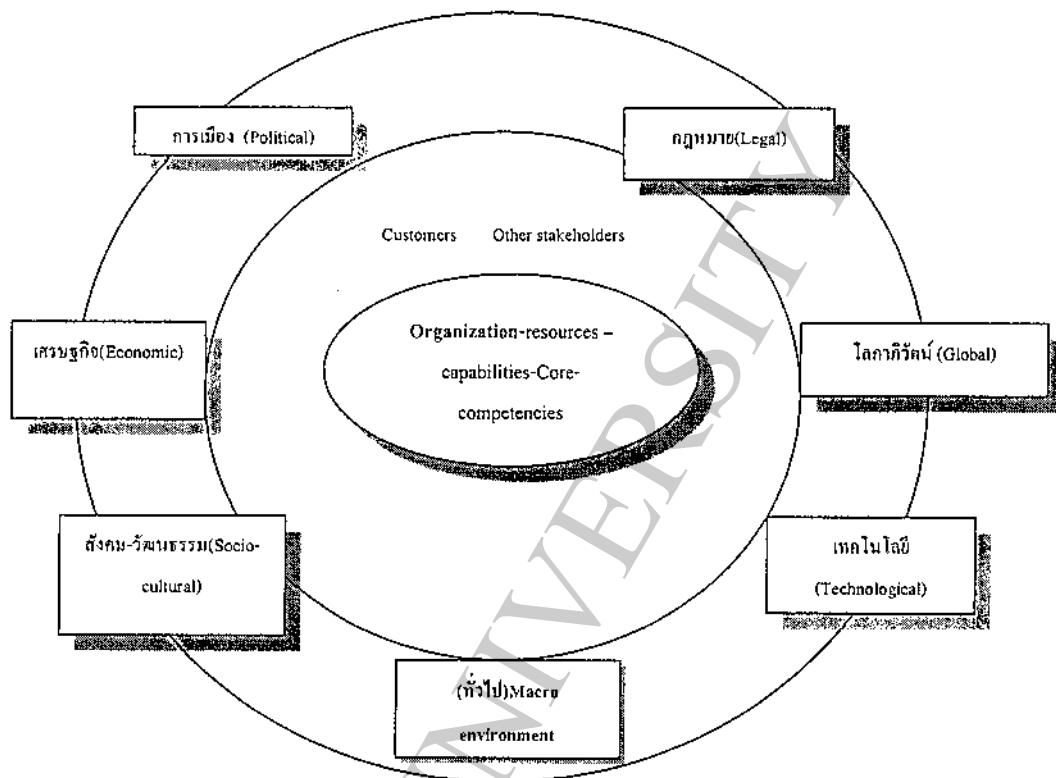 การเมือง (Political)
กฎหมาย(Legal)
Customers Other stakeholders
Organization-resources –
capabilities-Core-
competencies
เศรษฐกิจ(Economic)
โลกาภิวัตน์ (Global)
สังคม-วัฒนธรรม(Socio-
cultural)
เทคโนโลยี
(Technological)
(ทั่วไป)Macro
environment
UNIVERSITY